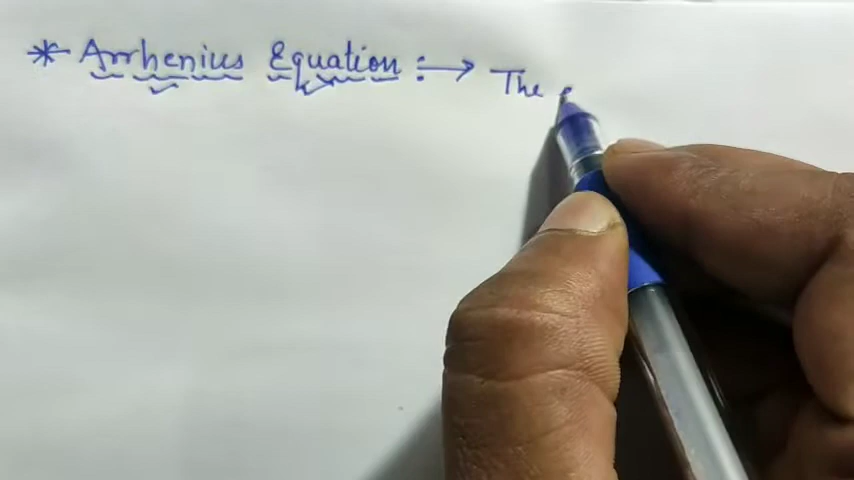 * Arrhenius Equation :→ The